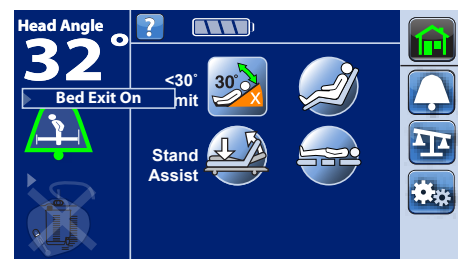 Head Angle
32°
?
<30°
mit
30°
X
Bed Exit On
Stand
Assist